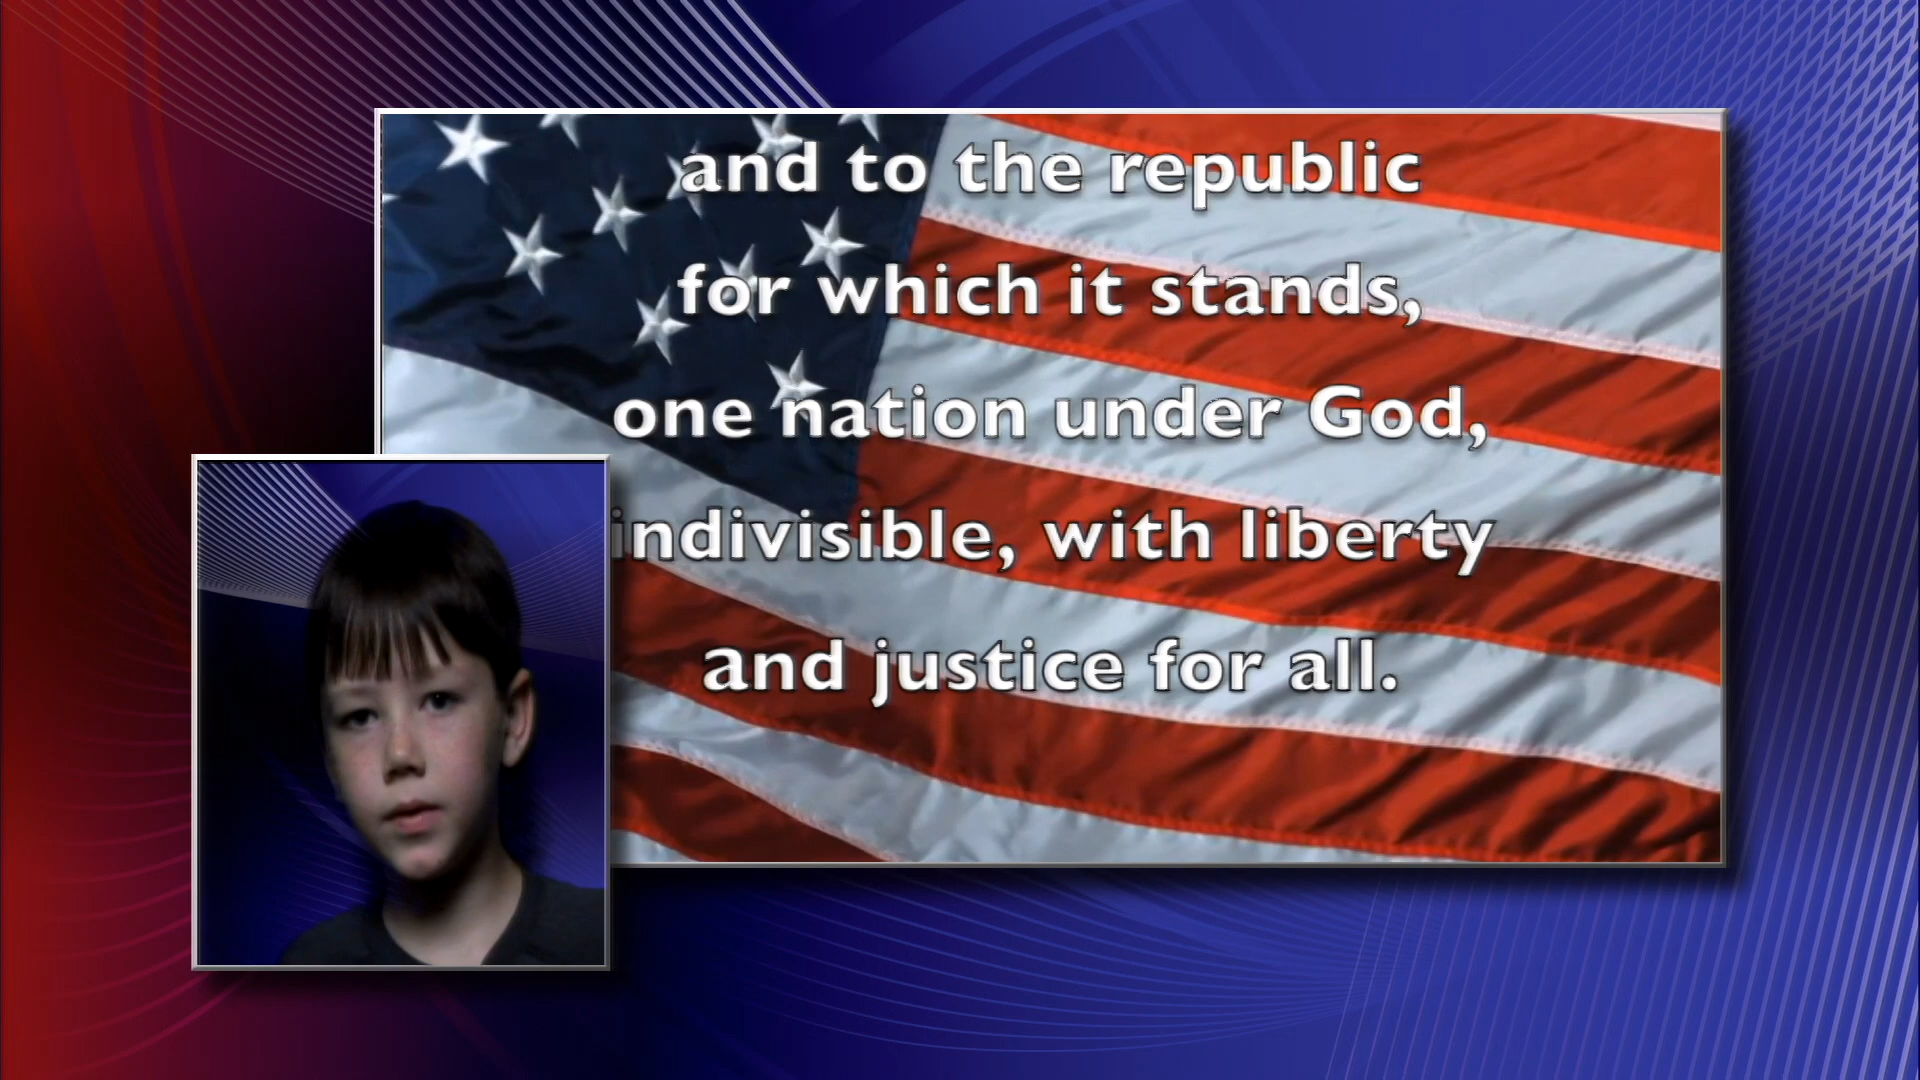 and to the republic
for which it stands,
one nation under God,
indivisible, with liberty
and justice for all.